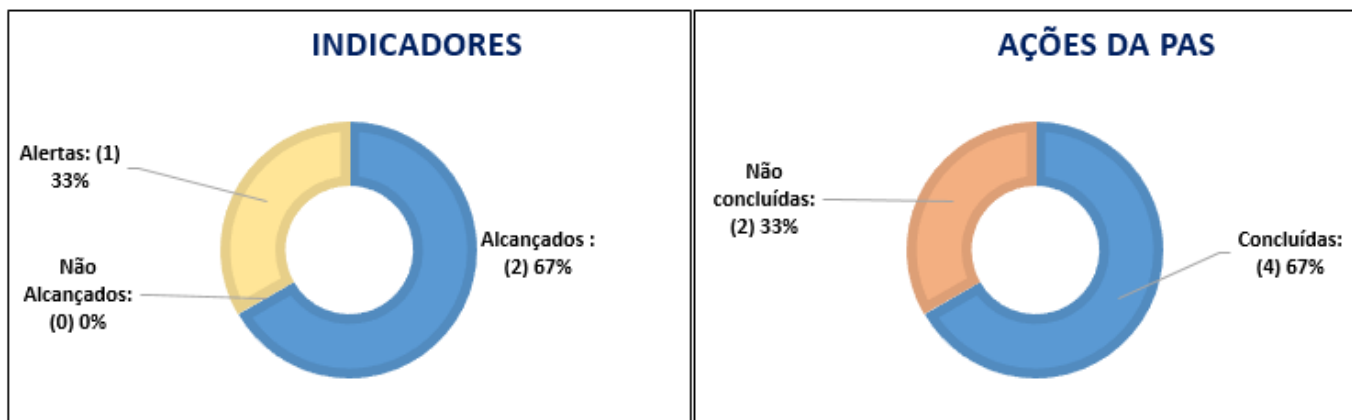 INDICADORES
Alertas: (1)
33%
Não
Alcançados:
(0) 0%
Alcançados :
(2) 67%
AÇÕES DA PAS
Não
concluídas:
(2) 33%
Concluídas:
(4) 67%